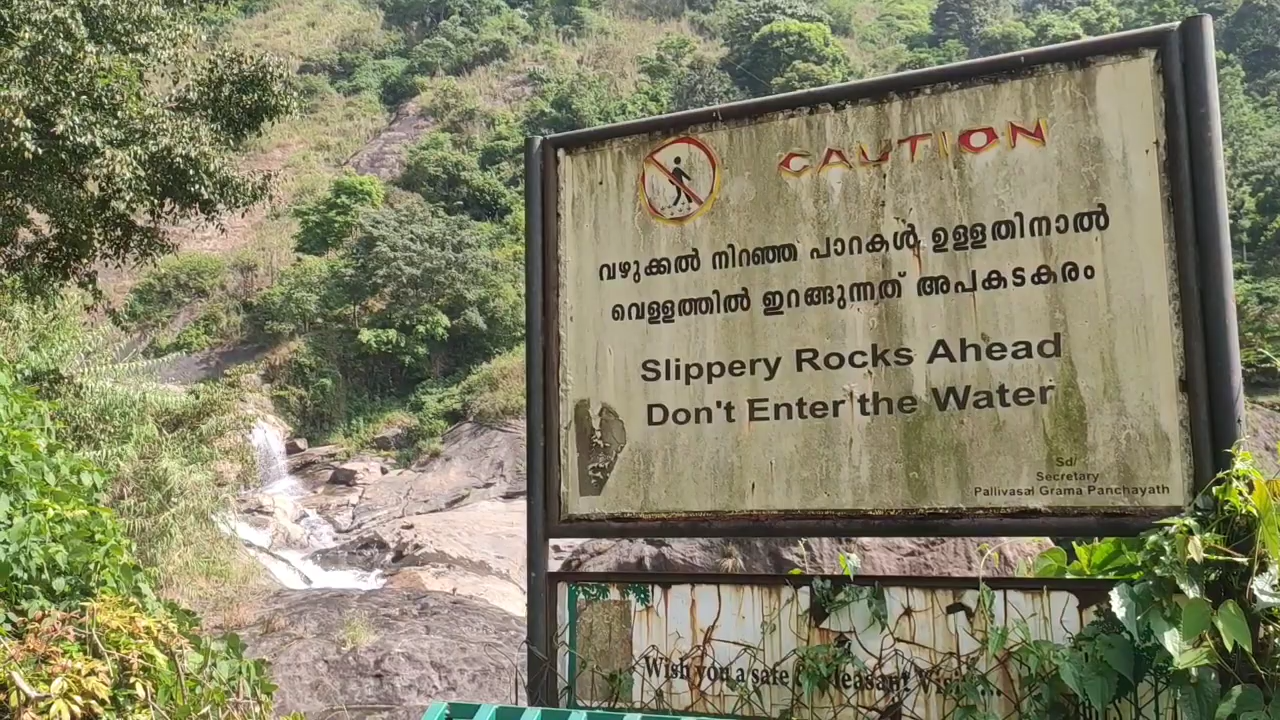 CAUTION
വഴുക്കൽ നിറഞ്ഞ പാറകൾ ഉള്ളതിനാൽ
വെള്ളത്തിൽ ഇറങ്ങുന്നത് അപകടകരം
Slippery Rocks Ahead
Don't Enter the Water
Sd/
Secretary
Pallivasal Grama Panchayath
Wish you a safe